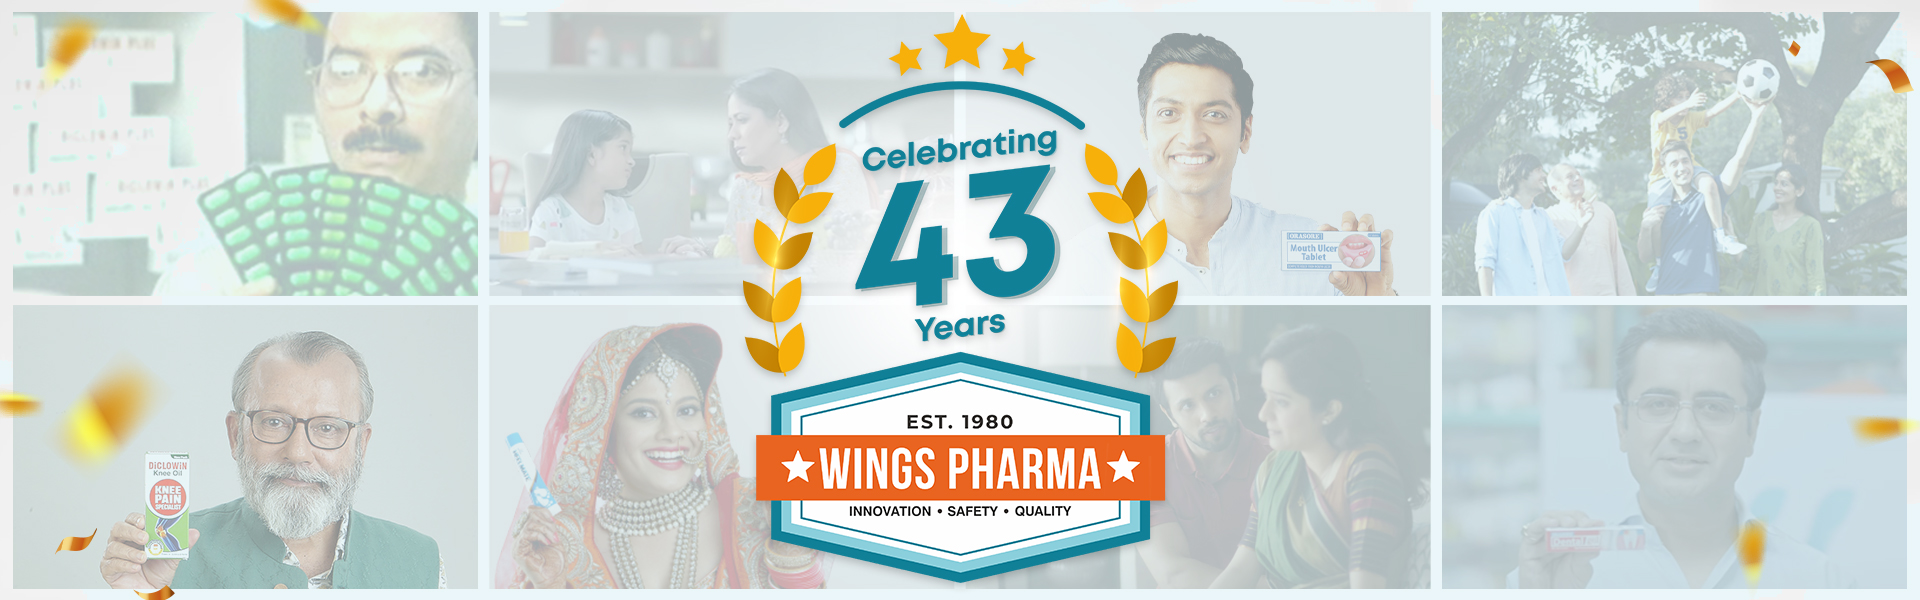 Celebrating
43
Years
EST. 1980
WINGS PHARMA
INNOVATION • SAFETY • QUALITY
Mouth Ulcer
Tablet
DiCLOWiN
Knee Oil
KNEE
PAIN
SPECIALIST